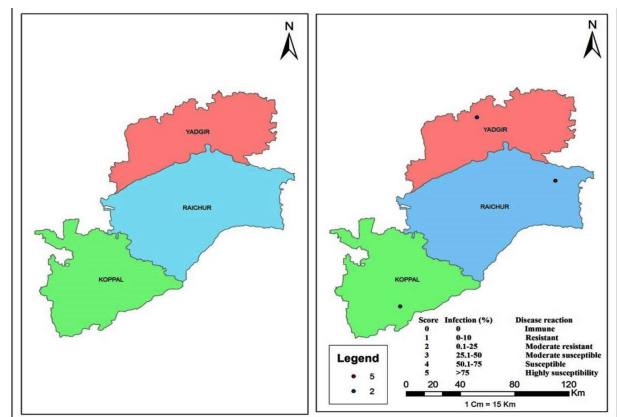 N
YADGIR
RAICHUR
KOPPAL
N
YADGIR
RAICHUR
KOPPAL
Score Infection (%) Disease reaction
0 0 Immune
1 0-10 Resistant
2 0.1-25 Moderate resistant
3 25.1-50 Moderate susceptible
4 50.1-75 Susceptible
5 >75 Highly susceptibility
Legend
5
2
0 20 40 80 120 Km
1 Cm = 15 Km